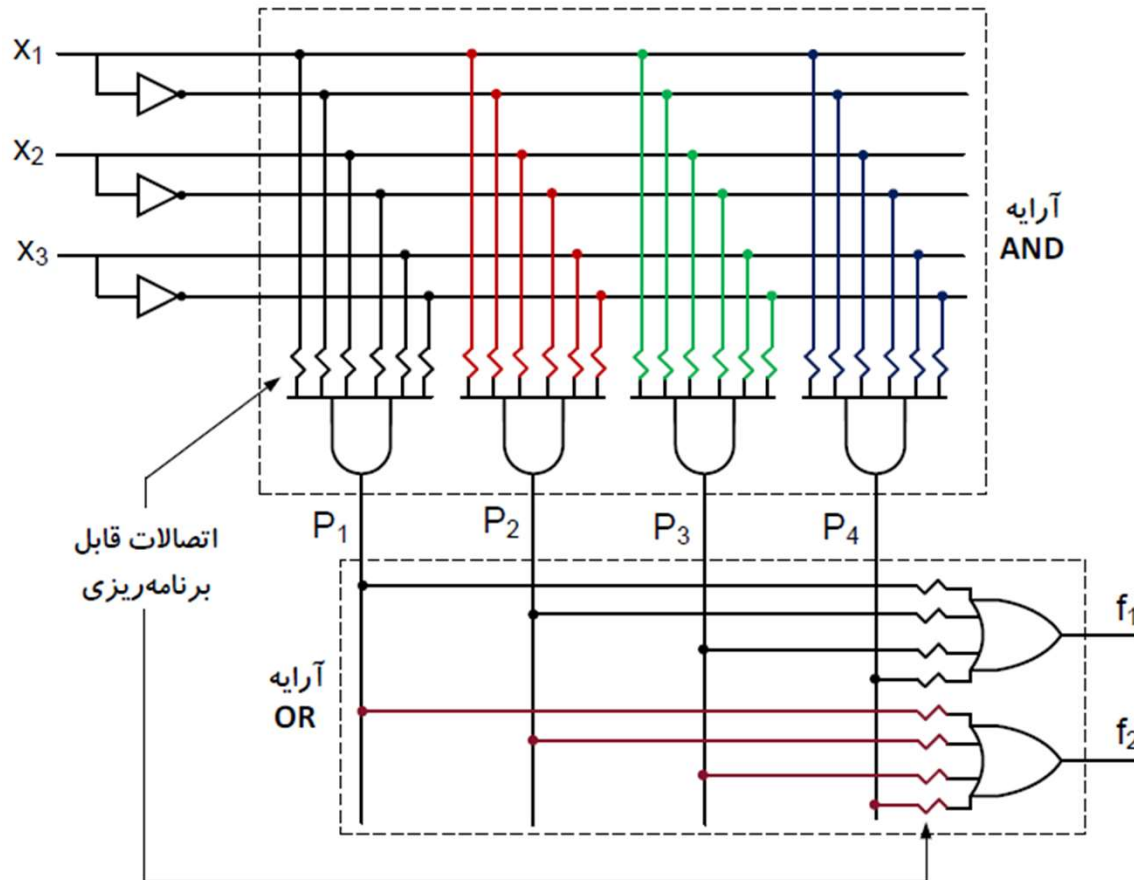 x1
x2
x3
آرایه
AND
P1
P2
P3
P4
اتصالات قابل
برنامه‌ریزی
f1
آرایه
OR
f2